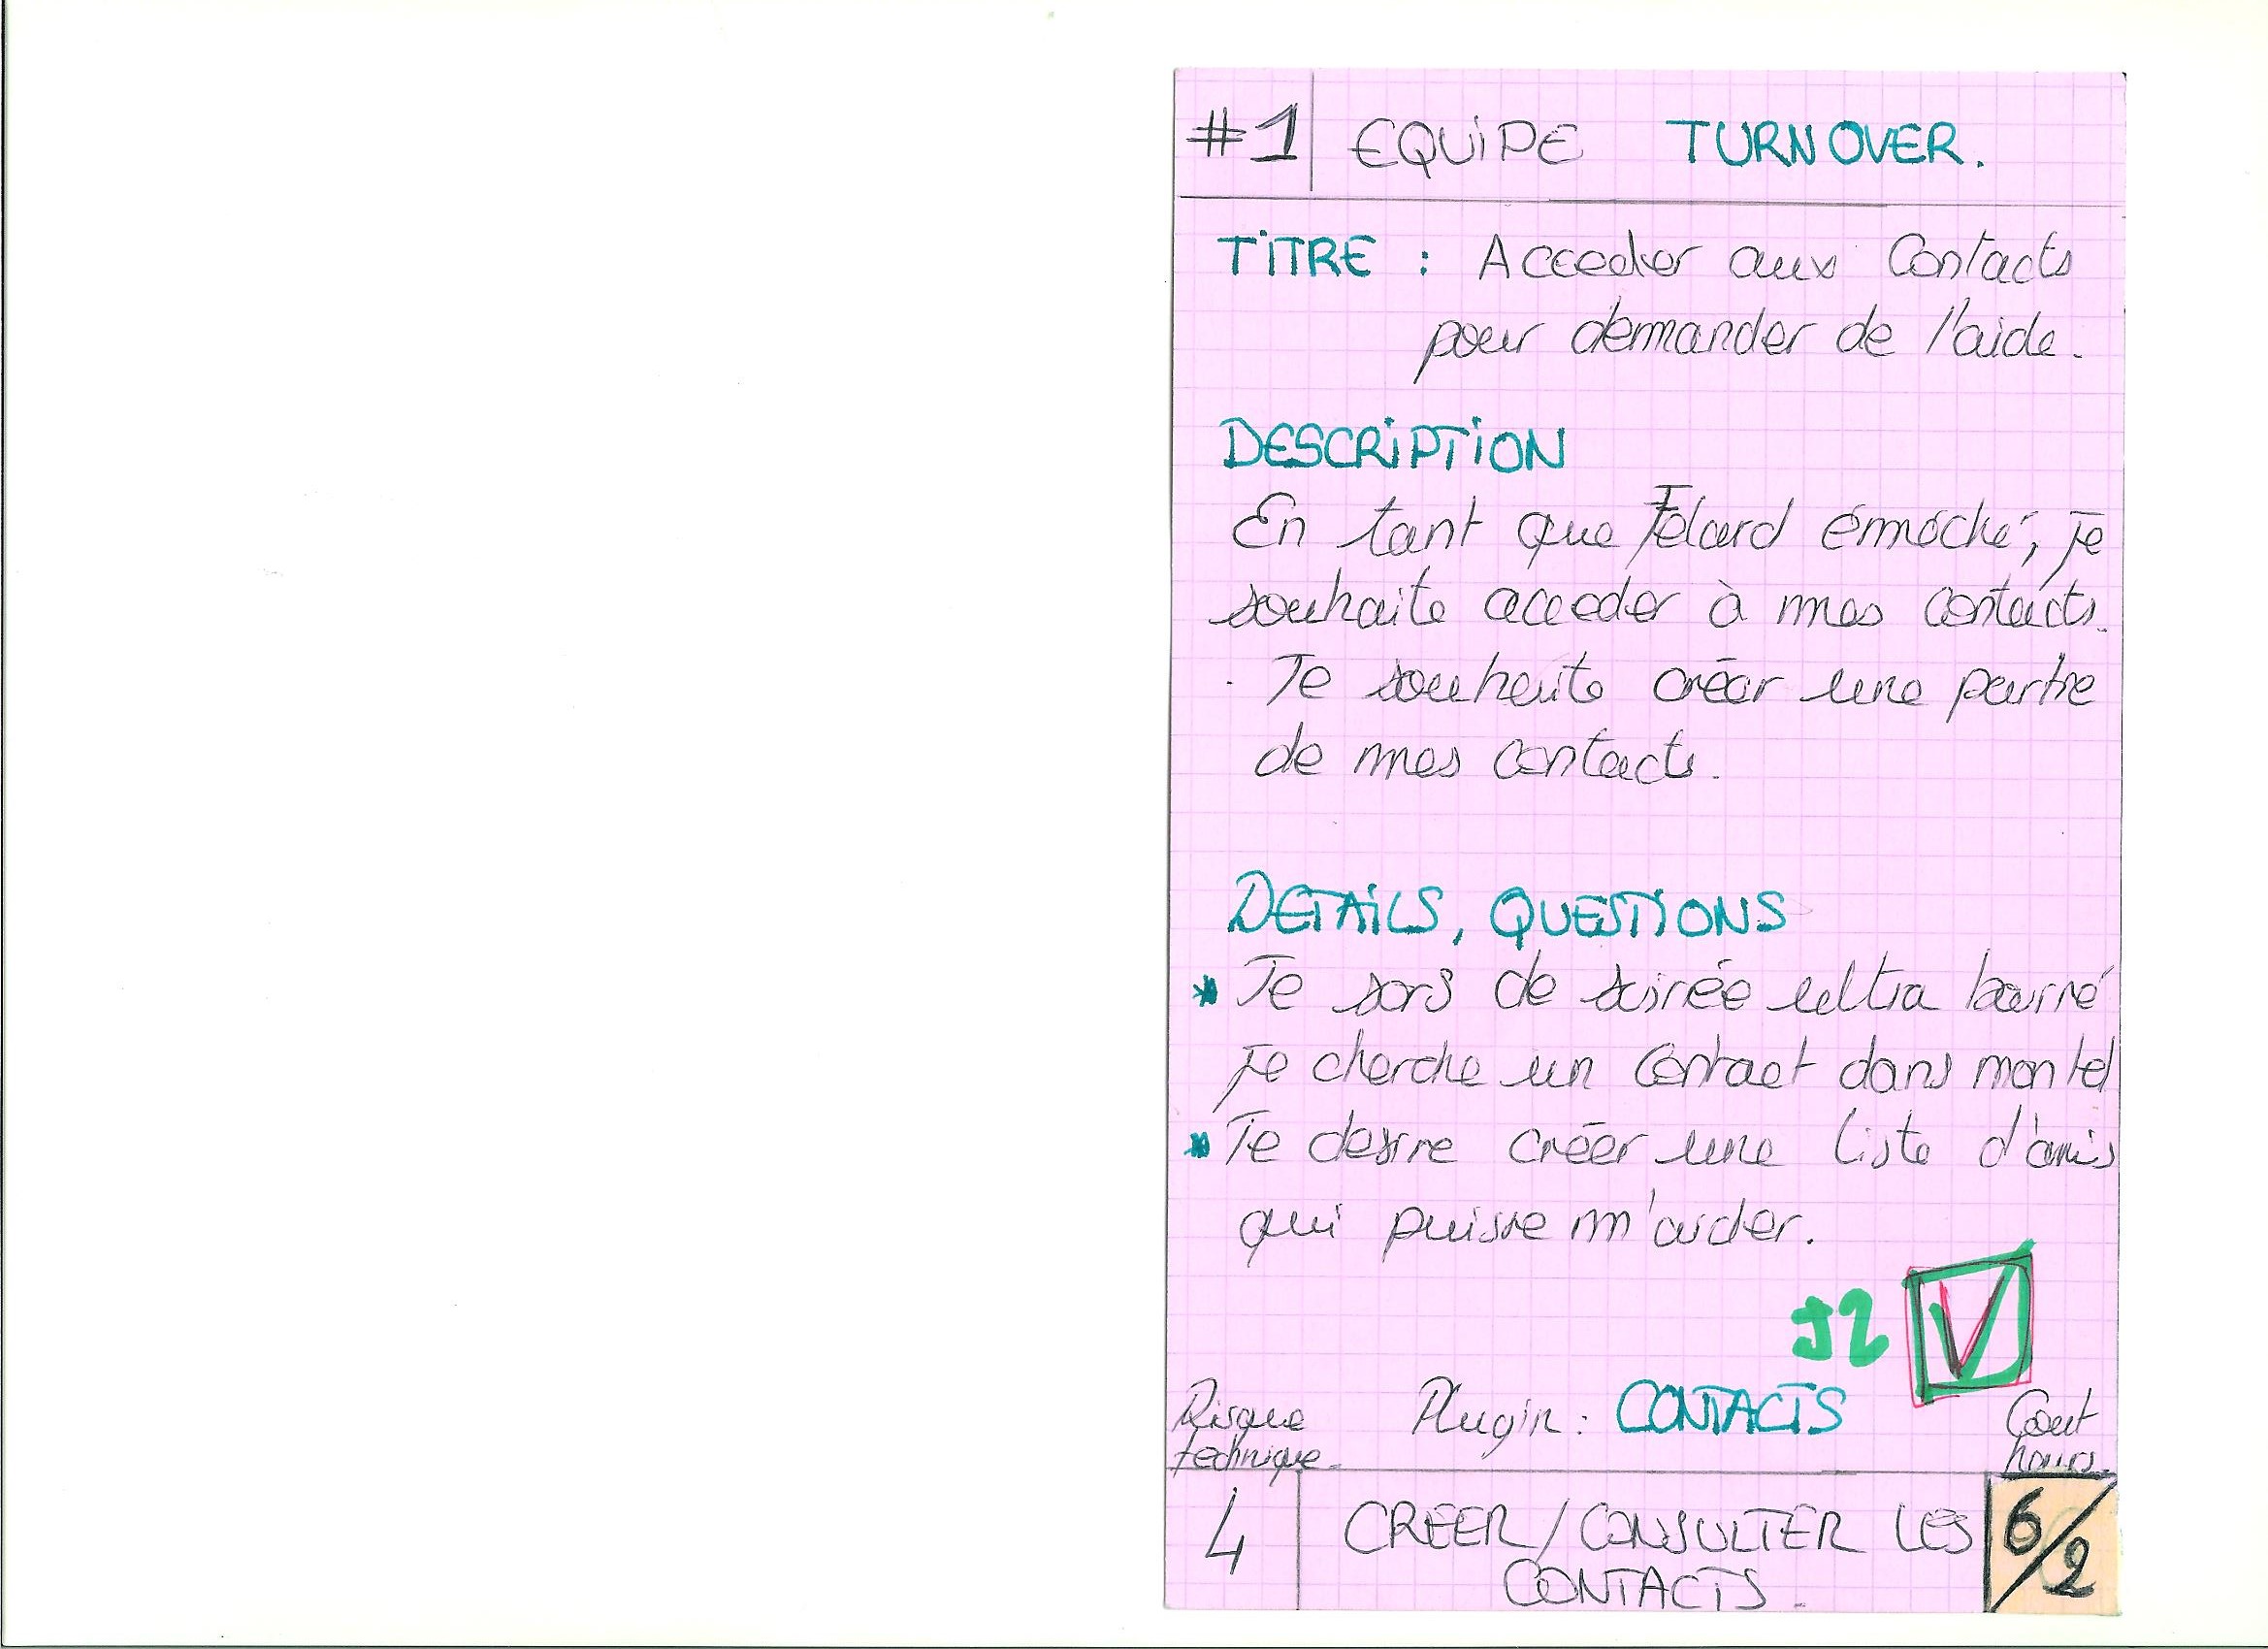 #1 EQUIPE TURNOVER.
TITRE : Acceder aux Contacts
pour demander de l'aide.
DESCRIPTION
En tant que Fêlard éméché, je
souhaite acceder à mes contacts.
. Je souhaite créer une partie
de mes contacts.
DETAILS, QUESTIONS
* Je sors de soirée ultra bourré
je cherche un contact dans mon tel
* Je desire créer une liste d'amis
qui puisse m'aider.
J2
Risque technique.
Plugin : CONTACTS
Cout hours.
4
CREER / CONSULTER LES
CONTACTS.
6/2